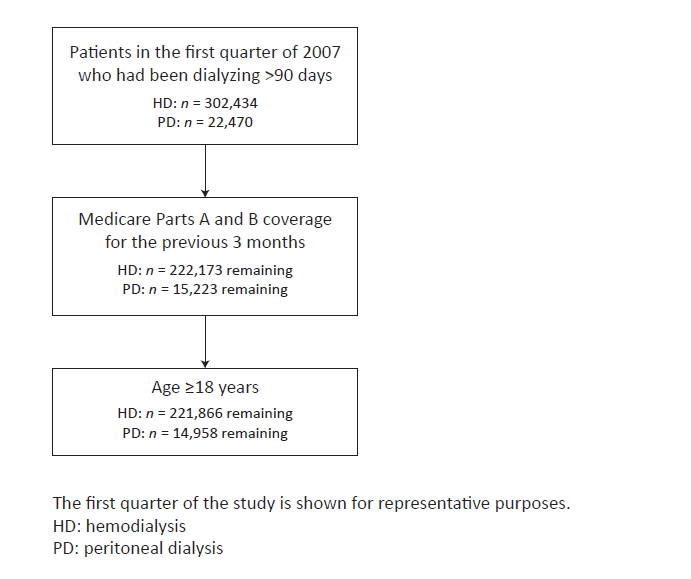 Patients in the first quarter of 2007
who had been dialyzing >90 days
HD: n = 302,434
PD: n = 22,470
Medicare Parts A and B coverage
for the previous 3 months
HD: n = 222,173 remaining
PD: n = 15,223 remaining
Age ≥18 years
HD: n = 221,866 remaining
PD: n = 14,958 remaining
The first quarter of the study is shown for representative purposes.
HD: hemodialysis
PD: peritoneal dialysis